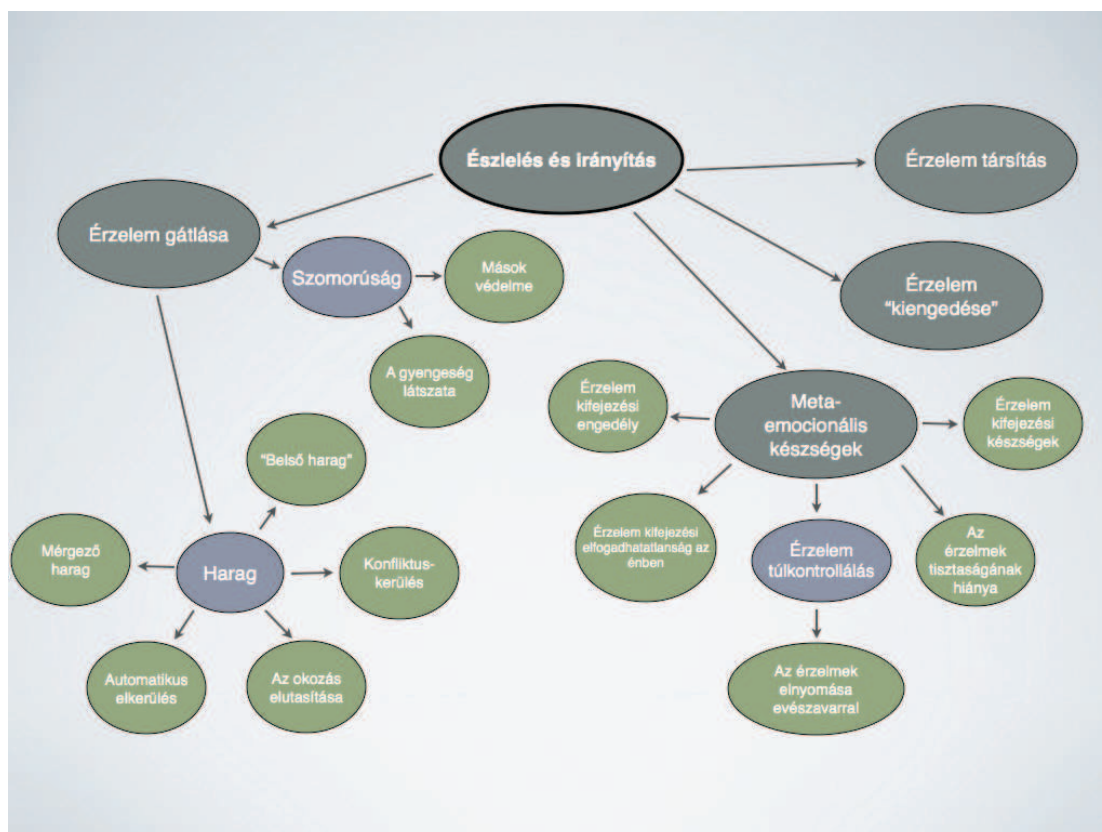 Észlelés és irányítás
Érzelem társítás
Érzelem gátlása
Szomorúság
Mások
védelme
Érzelem
“kiengedése”
A gyengeség
látszata
Érzelem
kifejezési
engedély
Meta-
emocionális
készségek
Érzelem
kifejezési
készségek
“Belső harag”
Mérgező
harag
Harag
Konfliktus-
kerülés
Érzelem kifejezési
elfogadhatatlanság az
énben
Érzelem
túlkontrollálás
Az
érzelmek
tisztaságának
hiánya
Automatikus
elkerülés
Az okozás
elutasítása
Az érzelmek
elnyomása
evészavarral